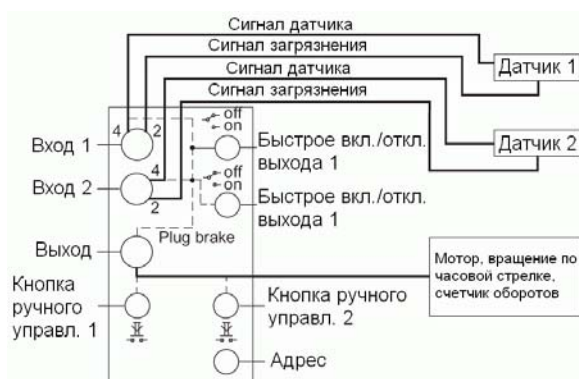 Сигнал датчика
Сигнал загрязнения
Сигнал датчика
Сигнал загрязнения
Датчик 1
Датчик 2
4
2
off
on
Вход 1
Быстрое вкл./откл.
выхода 1
Вход 2
4
2
off
on
Быстрое вкл./откл.
выхода 1
Plug brake
Выход
Мотор, вращение по
часовой стрелке,
счетчик оборотов
Кнопка
ручного
управл. 1
Кнопка ручного
управл. 2
Адрес